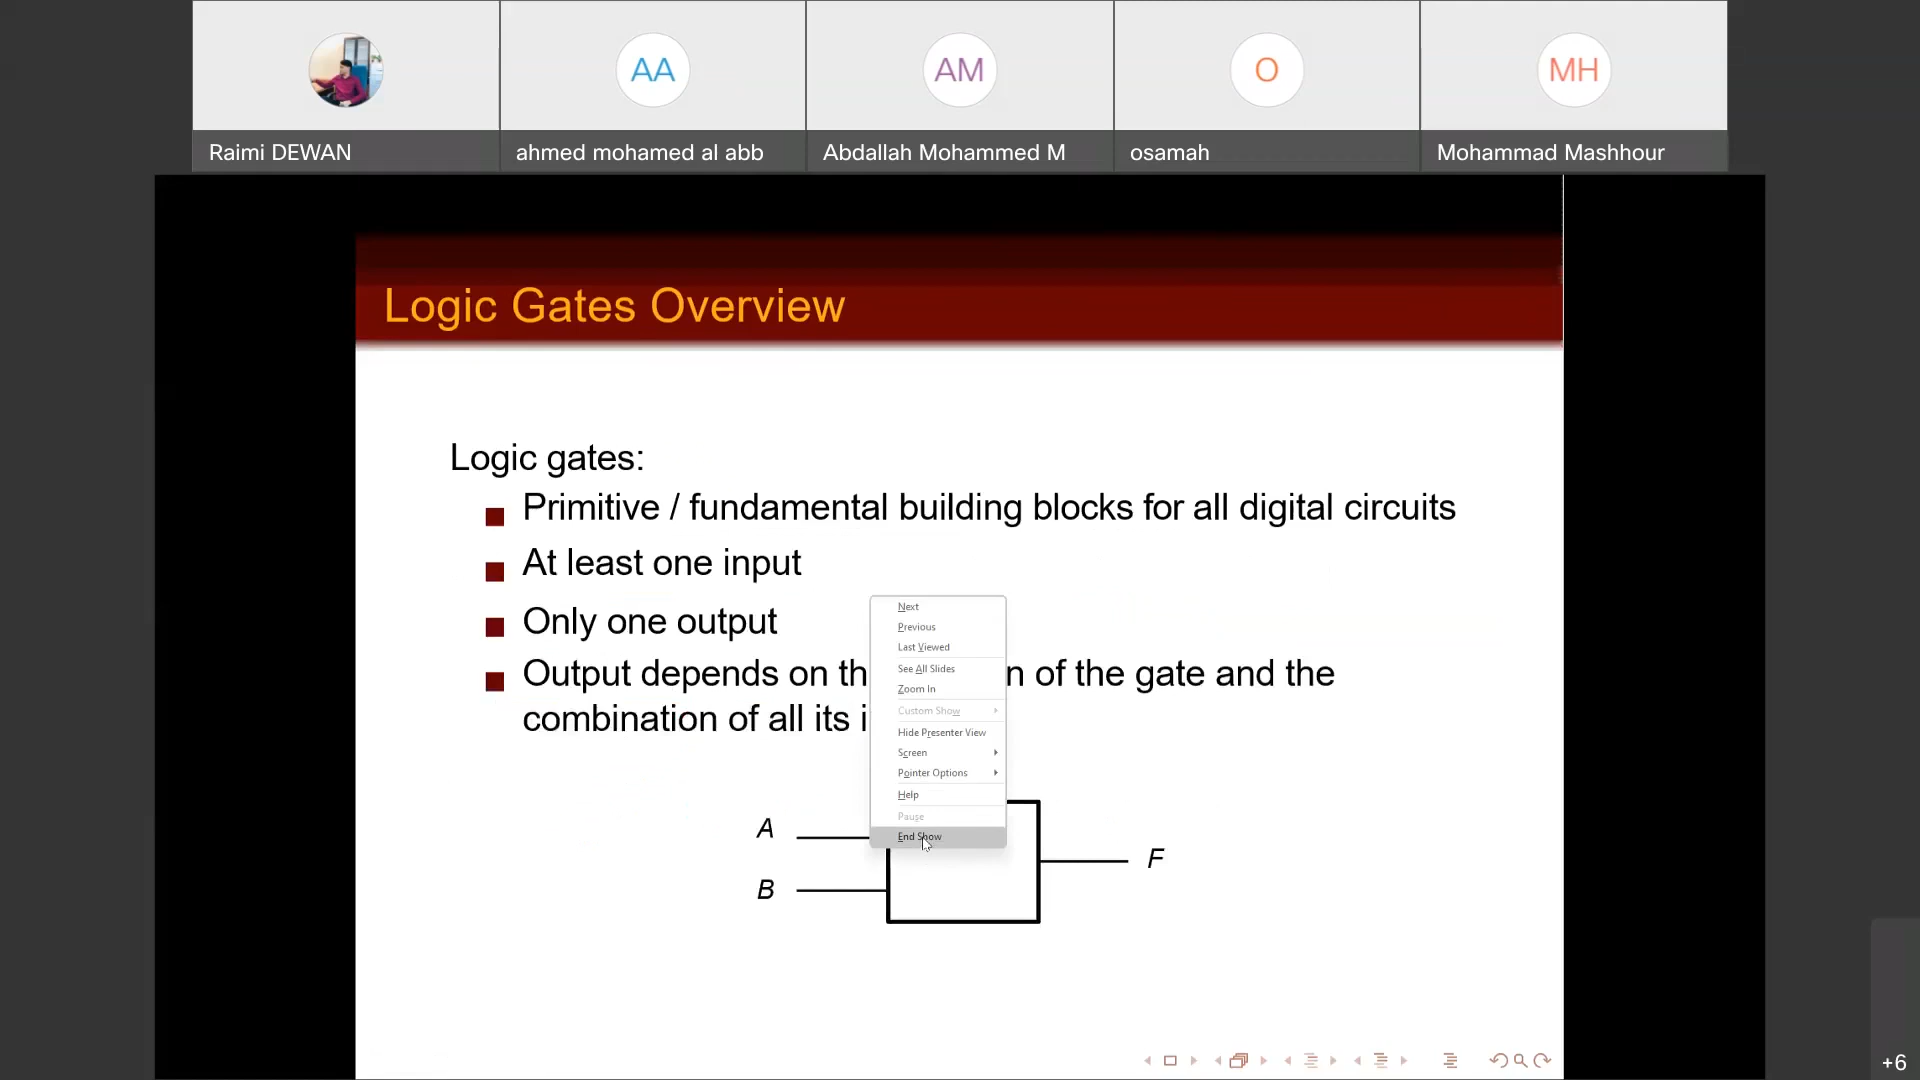 AA
AM
O
MH
Raimi DEWAN
ahmed mohamed al abb
Abdallah Mohammed M
osamah
Mohammad Mashhour
Logic Gates Overview
Logic gates:
Primitive / fundamental building blocks for all digital circuits
At least one input
Only one output
Output depends on th n of the gate and the
combination of all its i
Next
Previous
Last Viewed
See All Slides
Zoom In
Custom Show
Hide Presenter View
Screen
Pointer Options
Help
Pause
End Show
A
B
F
+6